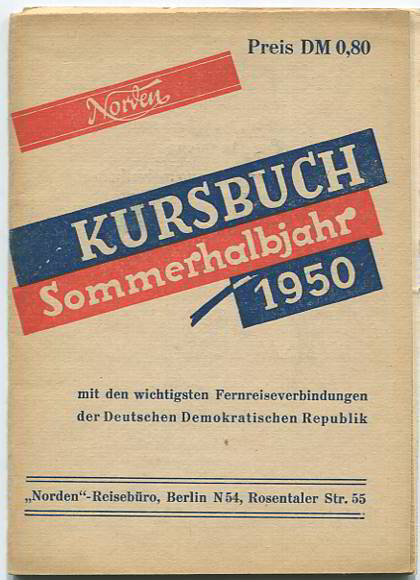 Preis DM 0,80
Norden
KURSBUCH
Sommerhalbjahr
1950
mit den wichtigsten Fernreiseverbindungen
der Deutschen Demokratischen Republik
„Norden“-Reisebüro, Berlin N 54, Rosentaler Str. 55